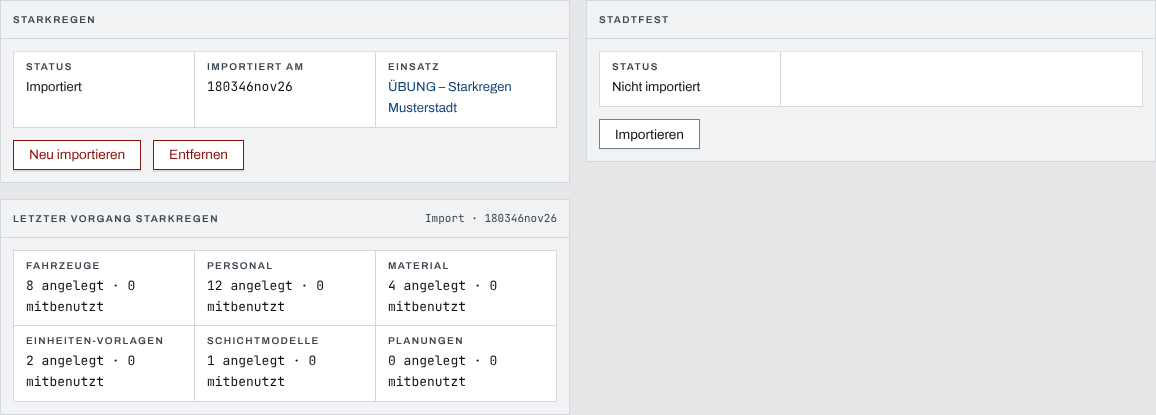 STARKREGEN
STATUS
Importiert
IMPORTIERT AM
180346nov26
EINSATZ
ÜBUNG – Starkregen
Musterstadt
Neu importieren
Entfernen
LETZTER VORGANG STARKREGEN
Import · 180346nov26
FAHRZEUGE
8 angelegt · 0
mitbenutzt
PERSONAL
12 angelegt · 0
mitbenutzt
MATERIAL
4 angelegt · 0
mitbenutzt
EINHEITEN-VORLAGEN
2 angelegt · 0
mitbenutzt
SCHICHTMODELLE
1 angelegt · 0
mitbenutzt
PLANUNGEN
0 angelegt · 0
mitbenutzt
STADTFEST
STATUS
Nicht importiert
Importieren